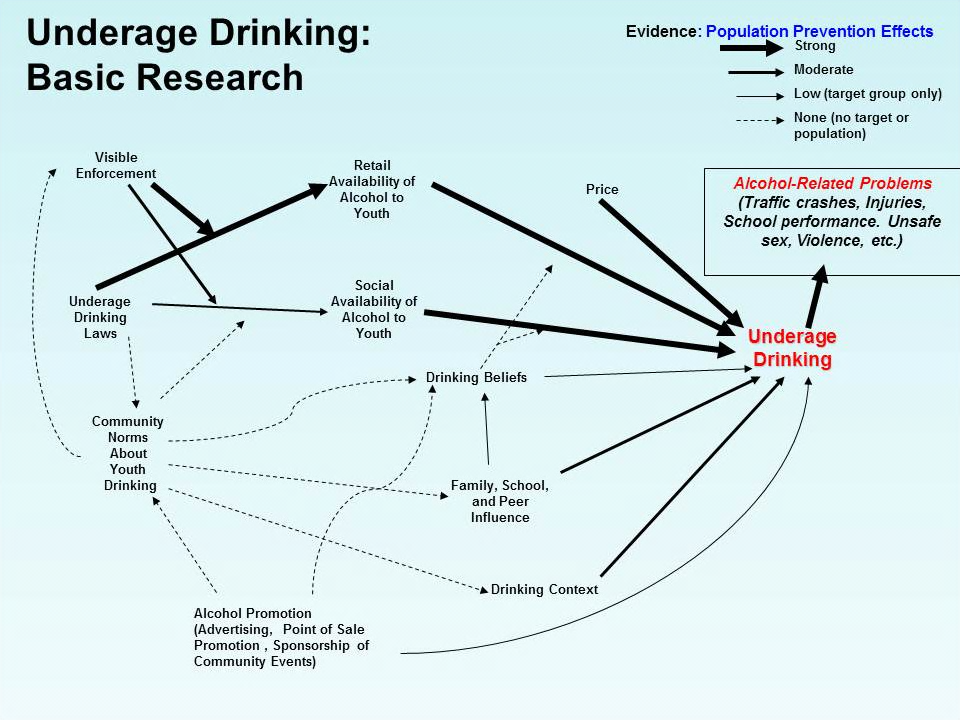 Underage Drinking:
Basic Research
Evidence: Population Prevention Effects
Strong
Moderate
Low (target group only)
None (no target or
population)
Visible
Enforcement
Retail
Availability of
Alcohol to
Youth
Price
Alcohol-Related Problems
(Traffic crashes, Injuries,
School performance. Unsafe
sex, Violence, etc.)
Underage
Drinking
Laws
Social
Availability of
Alcohol to
Youth
Underage
Drinking
Drinking Beliefs
Community
Norms
About
Youth
Drinking
Family, School,
and Peer
Influence
Drinking Context
Alcohol Promotion
(Advertising, Point of Sale
Promotion , Sponsorship of
Community Events)